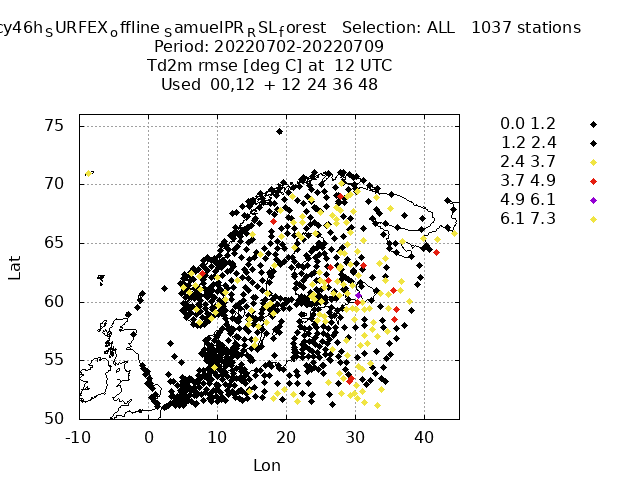 cy46h_SURFEX_offline_SamuelPR_RSL_forest Selection: ALL 1037 stations
Period: 20220702-20220709
Td2m rmse [deg C] at 12 UTC
Used 00,12 + 12 24 36 48
75
70
65
60
55
50
-10 0 10 20 30 40
Lat
Lon
0.0 1.2
1.2 2.4
2.4 3.7
3.7 4.9
4.9 6.1
6.1 7.3